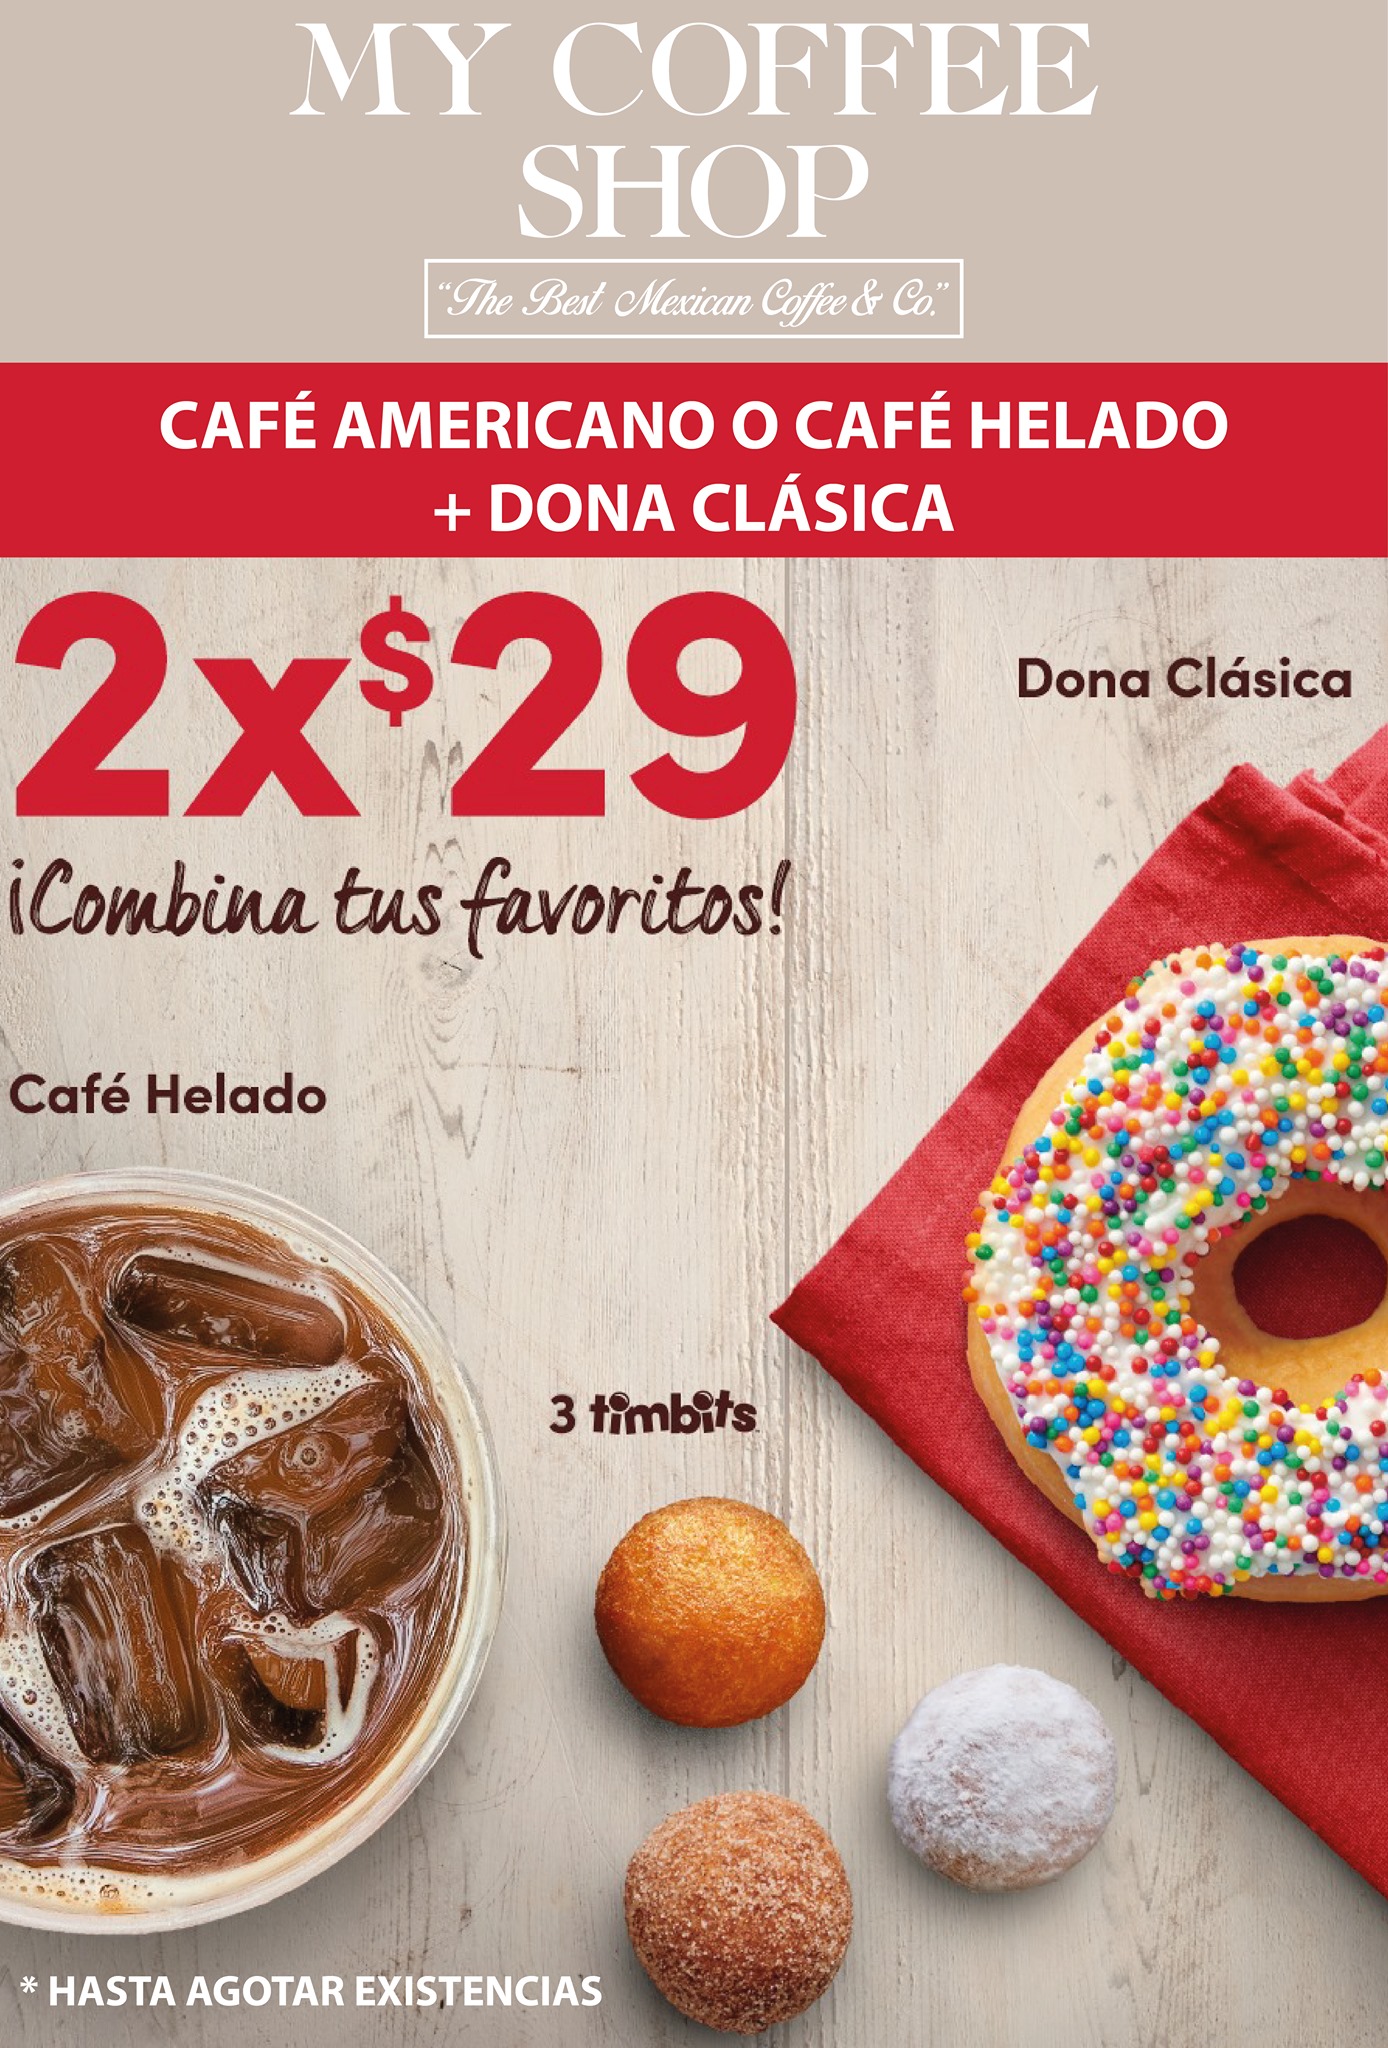 MY COFFEE
SHOP
“The Best Mexican Coffee & Co.”
CAFÉ AMERICANO O CAFÉ HELADO
+ DONA CLÁSICA
2x$29
¡Combina tus favoritos!
Dona Clásica
Café Helado
3 timbits
* HASTA AGOTAR EXISTENCIAS